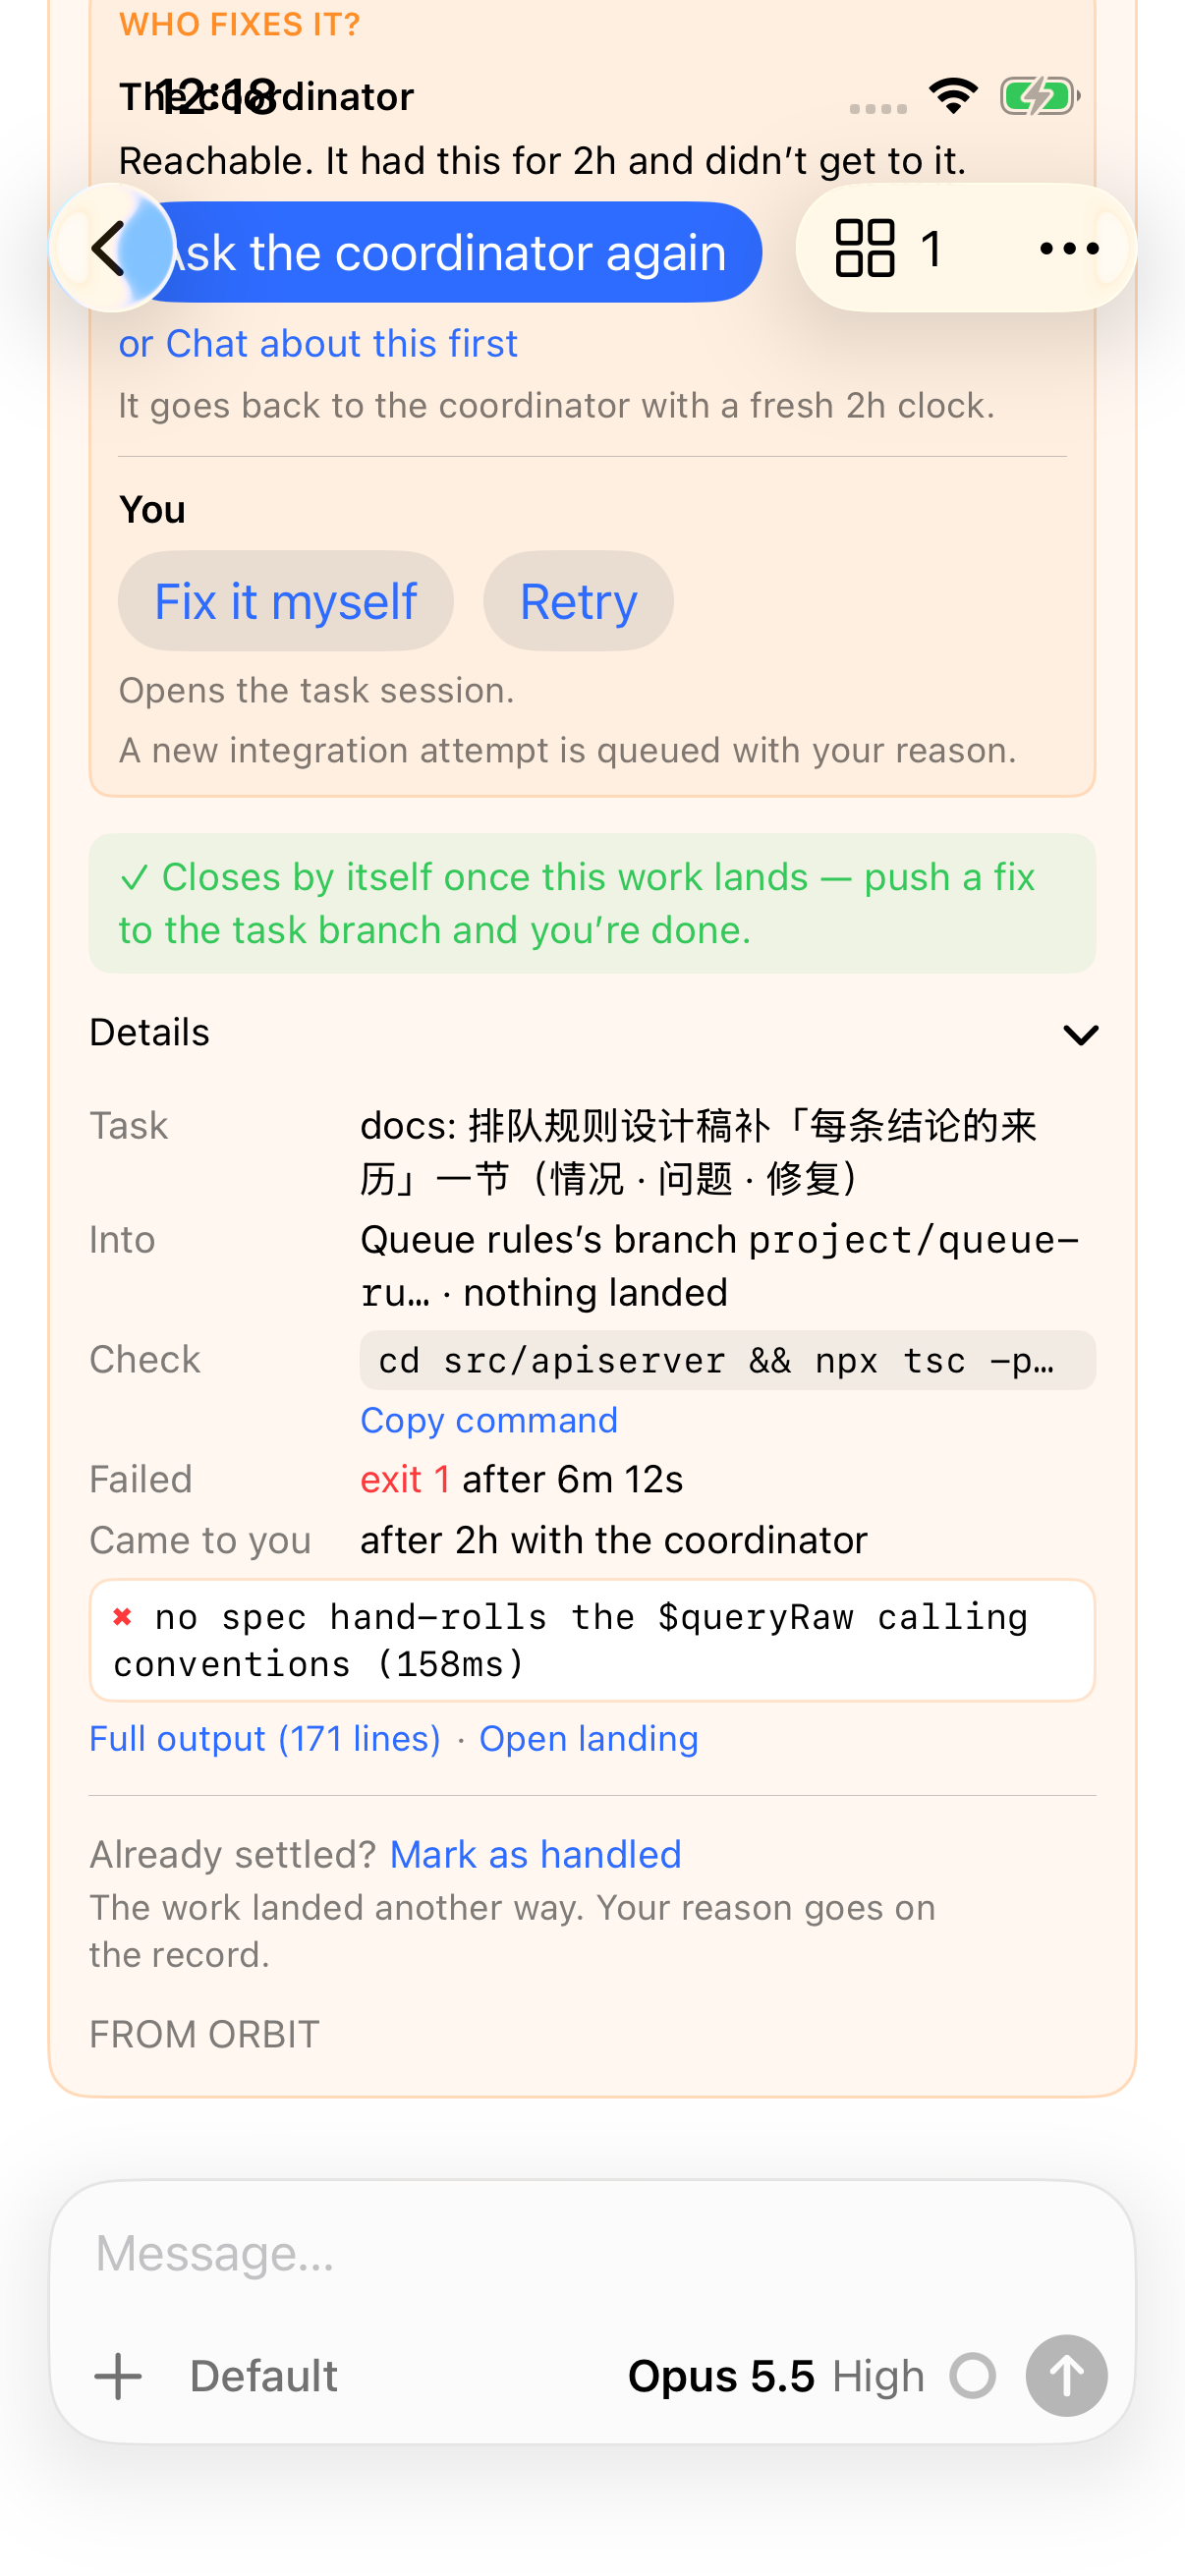 WHO FIXES IT?
12:18
The coordinator
Reachable. It had this for 2h and didn’t get to it.
Ask the coordinator again
1
or Chat about this first
It goes back to the coordinator with a fresh 2h clock.
You
Fix it myself
Retry
Opens the task session.
A new integration attempt is queued with your reason.
✓ Closes by itself once this work lands — push a fix
to the task branch and you’re done.
Details
Task
docs: 排队规则设计稿补「每条结论的来
历」一节（情况 · 问题 · 修复）
Into
Queue rules’s branch project/queue-
ru… · nothing landed
Check
cd src/apiserver && npx tsc -p…
Copy command
Failed
exit 1 after 6m 12s
Came to you
after 2h with the coordinator
✖ no spec hand-rolls the $queryRaw calling
conventions (158ms)
Full output (171 lines) · Open landing
Already settled? Mark as handled
The work landed another way. Your reason goes on
the record.
FROM ORBIT
Message...
Default
Opus 5.5 High